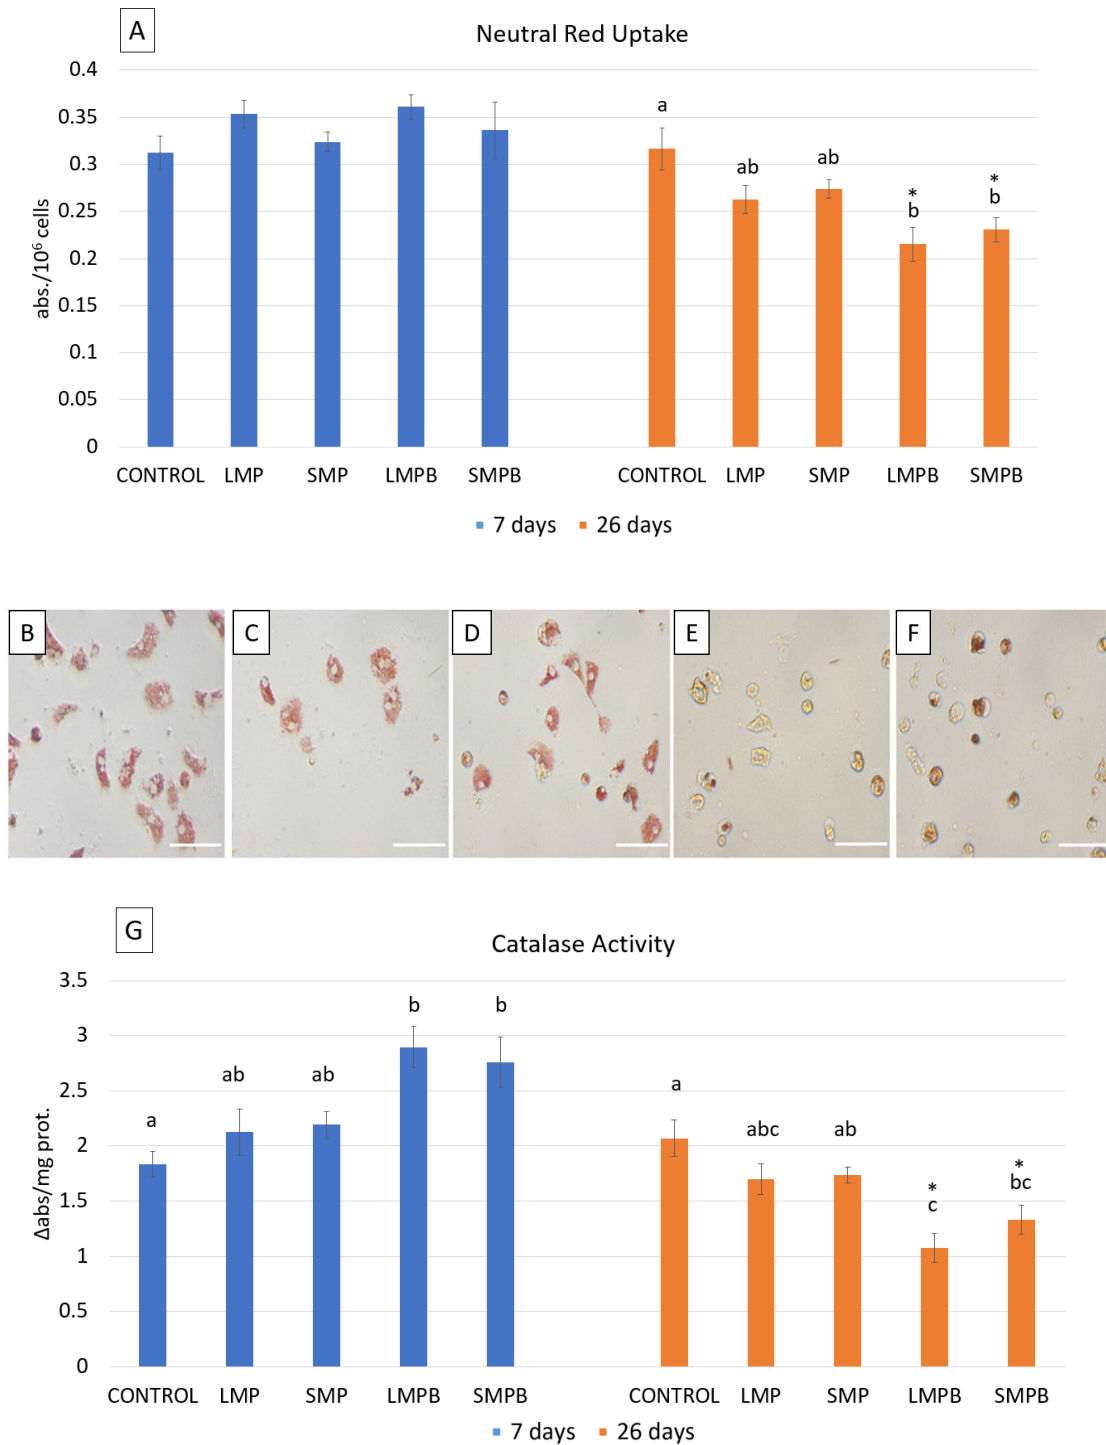 A
Neutral Red Uptake
0.4
0.35
0.3
0.25
0.2
0.15
0.1
0.05
0
abs./10⁶ cells
a
ab
ab
*
b
*
b
CONTROL LMP SMP LMPB SMPB CONTROL LMP SMP LMPB SMPB
7 days 26 days
B C D E F
G
Catalase Activity
3.5
3
2.5
2
1.5
1
0.5
0
Δabs/mg prot.
a
ab
ab
b
b
a
abc
ab
*
c
*
bc
CONTROL LMP SMP LMPB SMPB CONTROL LMP SMP LMPB SMPB
7 days 26 days